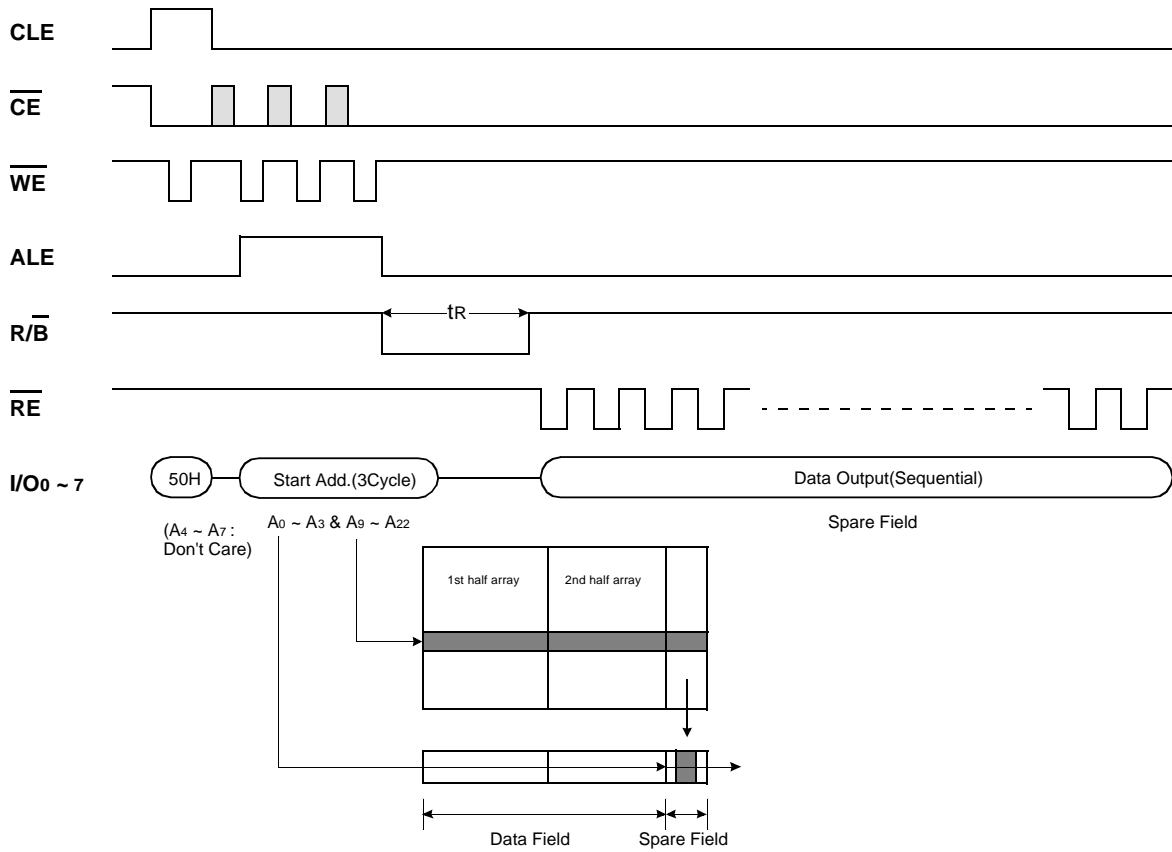 CLE
CE
WE
ALE
R/B
tR
RE
I/O0 ~ 7
50H
Start Add.(3Cycle)
Data Output(Sequential)
(A4 ~ A7 :
Don't Care)
A0 ~ A3 & A9 ~ A22
Spare Field
1st half array
2nd half array
Data Field
Spare Field